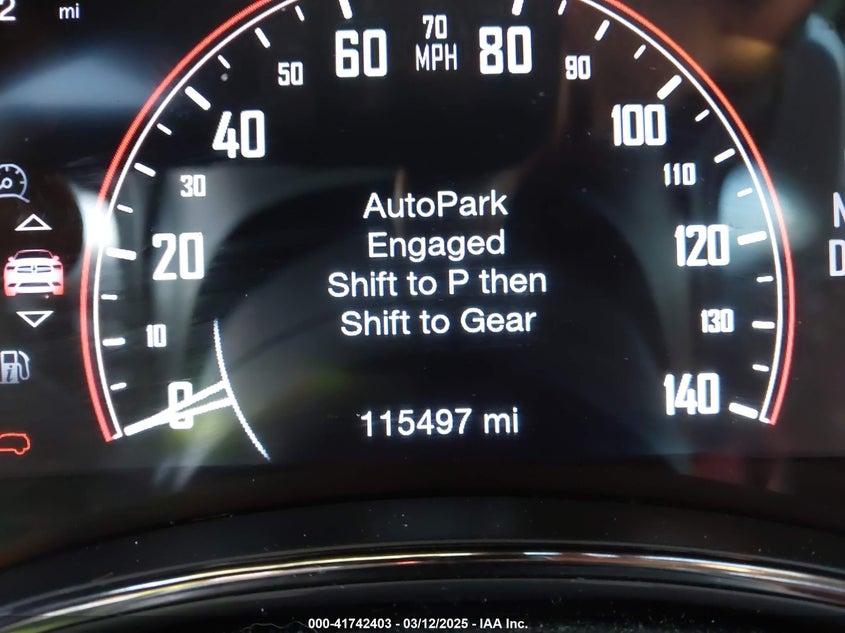 2 mi
70
MPH
60
80
50
90
40
100
30
110
20
120
10
130
0
140
AutoPark
Engaged
Shift to P then
Shift to Gear
115497 mi
N
D
000-41742403 - 03/12/2025 - IAA Inc.